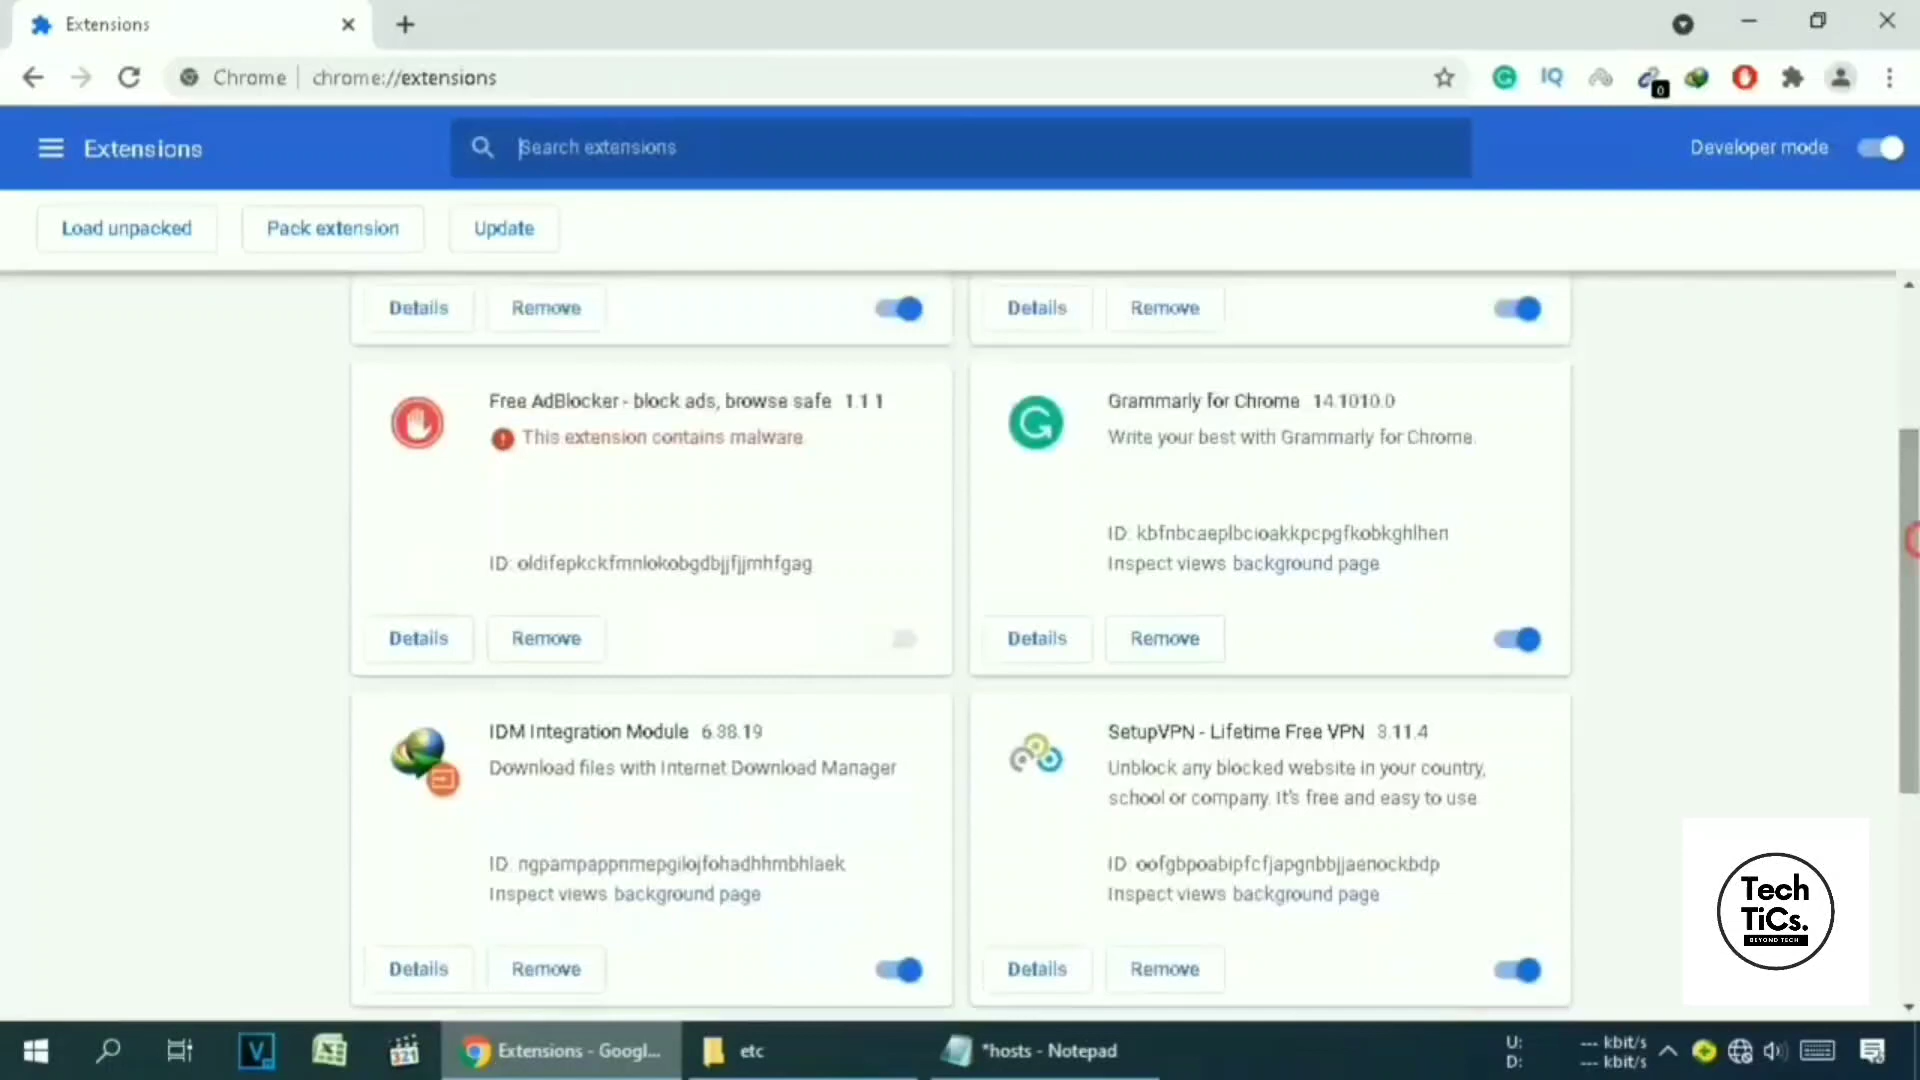 Extensions
Chrome | chrome://extensions
IQ
0
Extensions
Search extensions
Developer mode
Load unpacked
Pack extension
Update
Details
Remove
Details
Remove
Free AdBlocker - block ads, browse safe 1.1.1
This extension contains malware.
ID: oldifepkckfmnlokobgdbjjfjjmhfgag
Details
Remove
Grammarly for Chrome 14.1010.0
Write your best with Grammarly for Chrome.
ID: kbfnbcaeplbcioakkpcpgfkobkghlhen
Inspect views background page
Details
Remove
IDM Integration Module 6.38.19
Download files with Internet Download Manager
ID: ngpampappnmepgilojfohadhhmbhlaek
Inspect views background page
Details
Remove
SetupVPN - Lifetime Free VPN 3.11.4
Unblock any blocked website in your country,
school or company. It's free and easy to use.
ID: oofgbpoabipfcfjapgnbbjjaenockbdp
Inspect views background page
Details
Remove
Tech
TiCs.
BEYOND TECH
V
321
Extensions - Googl...
etc
*hosts - Notepad
U: --- kbit/s
D: --- kbit/s